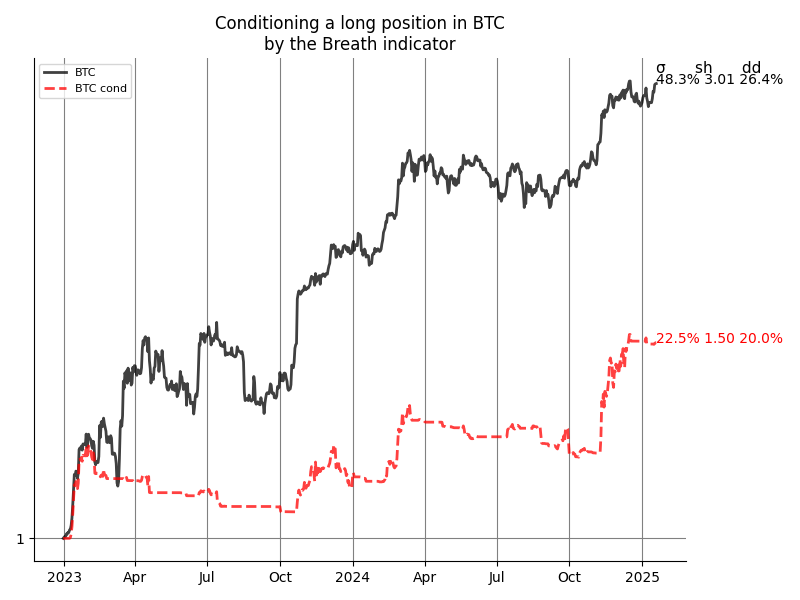 Conditioning a long position in BTC
by the Breath indicator
BTC
BTC cond
σ sh dd
48.3% 3.01 26.4%
22.5% 1.50 20.0%
1
2023 Apr Jul Oct 2024 Apr Jul Oct 2025